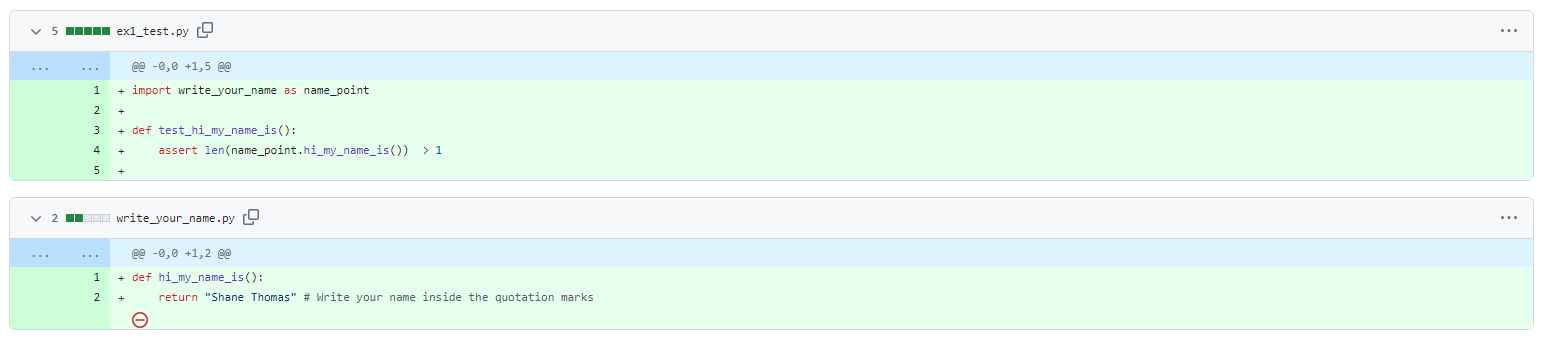 5 ex1_test.py
... ... @@ -0,0 +1,5 @@
1 + import write_your_name as name_point
2 +
3 + def test_hi_my_name_is():
4 +     assert len(name_point.hi_my_name_is())  > 1
5 +
2 write_your_name.py
... ... @@ -0,0 +1,2 @@
1 + def hi_my_name_is():
2 +     return "Shane Thomas" # Write your name inside the quotation marks